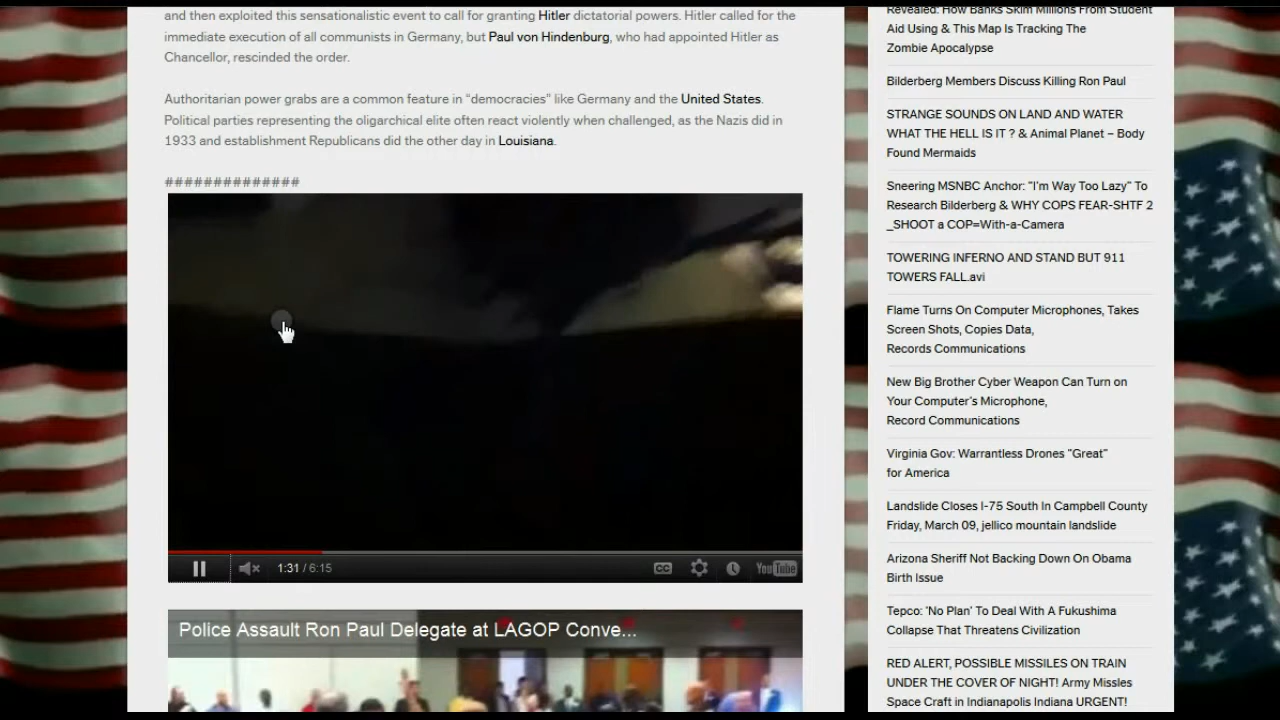 and then exploited this sensationalistic event to call for granting Hitler dictatorial powers. Hitler called for the
immediate execution of all communists in Germany, but Paul von Hindenburg, who had appointed Hitler as
Chancellor, rescinded the order.
Authoritarian power grabs are a common feature in “democracies” like Germany and the United States.
Political parties representing the oligarchical elite often react violently when challenged, as the Nazis did in
1933 and establishment Republicans did the other day in Louisiana.
##############
1:31 / 6:15
CC
YouTube
Police Assault Ron Paul Delegate at LAGOP Conve...
Revealed: How Banks Skim Millions From Student
Aid Using & This Map Is Tracking The
Zombie Apocalypse
Bilderberg Members Discuss Killing Ron Paul
STRANGE SOUNDS ON LAND AND WATER
WHAT THE HELL IS IT ? & Animal Planet – Body
Found Mermaids
Sneering MSNBC Anchor: “I’m Way Too Lazy” To
Research Bilderberg & WHY COPS FEAR-SHTF 2
_SHOOT a COP=With-a-Camera
TOWERING INFERNO AND STAND BUT 911
TOWERS FALL.avi
Flame Turns On Computer Microphones, Takes
Screen Shots, Copies Data,
Records Communications
New Big Brother Cyber Weapon Can Turn on
Your Computer’s Microphone,
Record Communications
Virginia Gov: Warrantless Drones “Great”
for America
Landslide Closes I-75 South In Campbell County
Friday, March 09, jellico mountain landslide
Arizona Sheriff Not Backing Down On Obama
Birth Issue
Tepco: ‘No Plan’ To Deal With A Fukushima
Collapse That Threatens Civilization
RED ALERT, POSSIBLE MISSILES ON TRAIN
UNDER THE COVER OF NIGHT! Army Missles
Space Craft in Indianapolis Indiana URGENT!